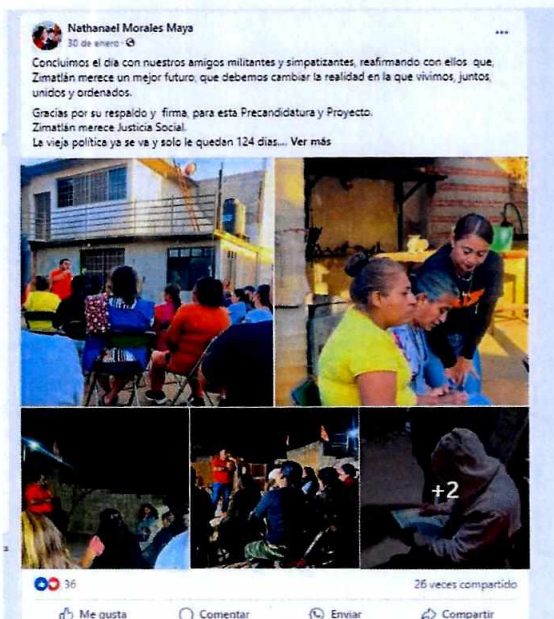 Nathanael Morales Maya
30 de enero ·
Concluimos el día con nuestros amigos militantes y simpatizantes, reafirmando con ellos que,
Zimatlán merece un mejor futuro, que debemos cambiar la realidad en la que vivimos, juntos,
unidos y ordenados.
Gracias por su respaldo y firma, para esta Precandidatura y Proyecto.
Zimatlán merece Justicia Social.
La vieja política ya se va y solo le quedan 124 días.... Ver más
+2
36
26 veces compartido
Me gusta
Comentar
Enviar
Compartir